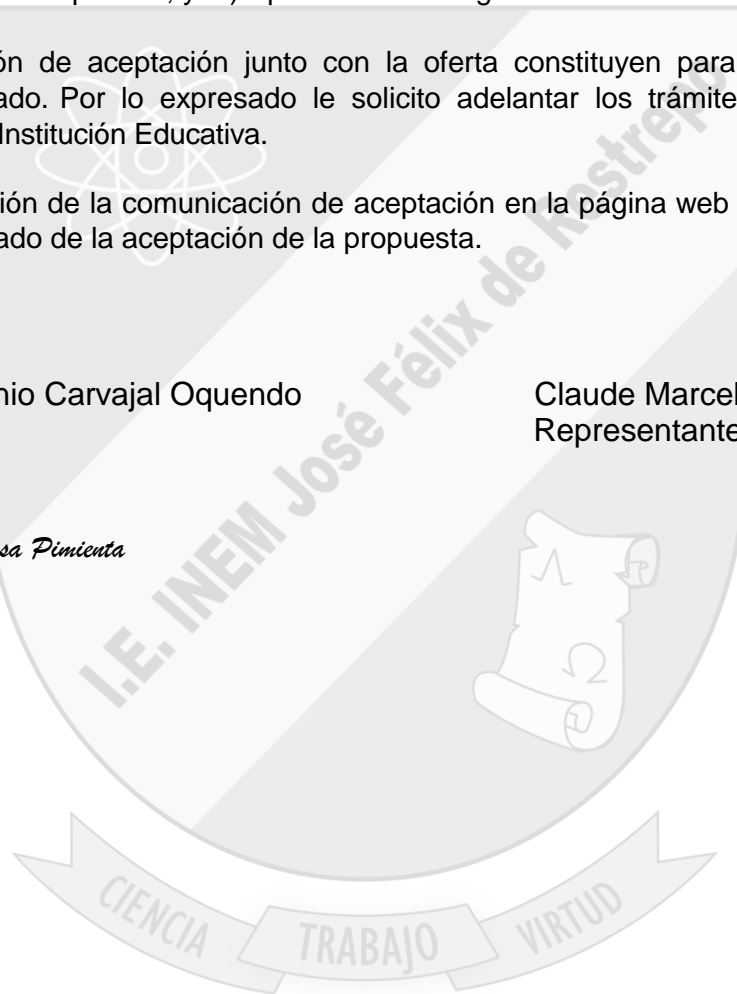 ón de aceptación junto con la oferta constituyen para
ado. Por lo expresado le solicito adelantar los trámite
Institución Educativa.
ión de la comunicación de aceptación en la página web
ado de la aceptación de la propuesta.
nio Carvajal Oquendo
Claude Marcel
Representante
sa Pimienta
I.E. INEM José Félix de Restrepo
CIENCIA TRABAJO VIRTUD